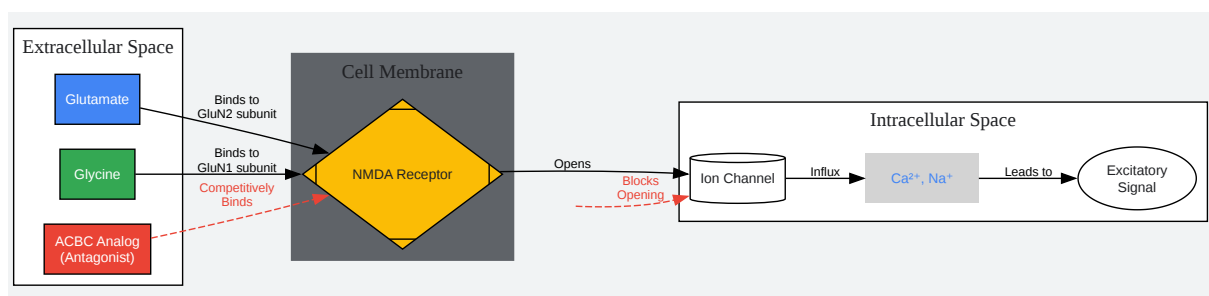 Extracellular Space
Glutamate
Glycine
ACBC Analog
(Antagonist)
Binds to
GluN2 subunit
Binds to
GluN1 subunit
Competitively
Binds
Cell Membrane
NMDA Receptor
Opens
Blocks
Opening
Intracellular Space
Ion Channel
Influx
Ca²⁺, Na⁺
Leads to
Excitatory
Signal